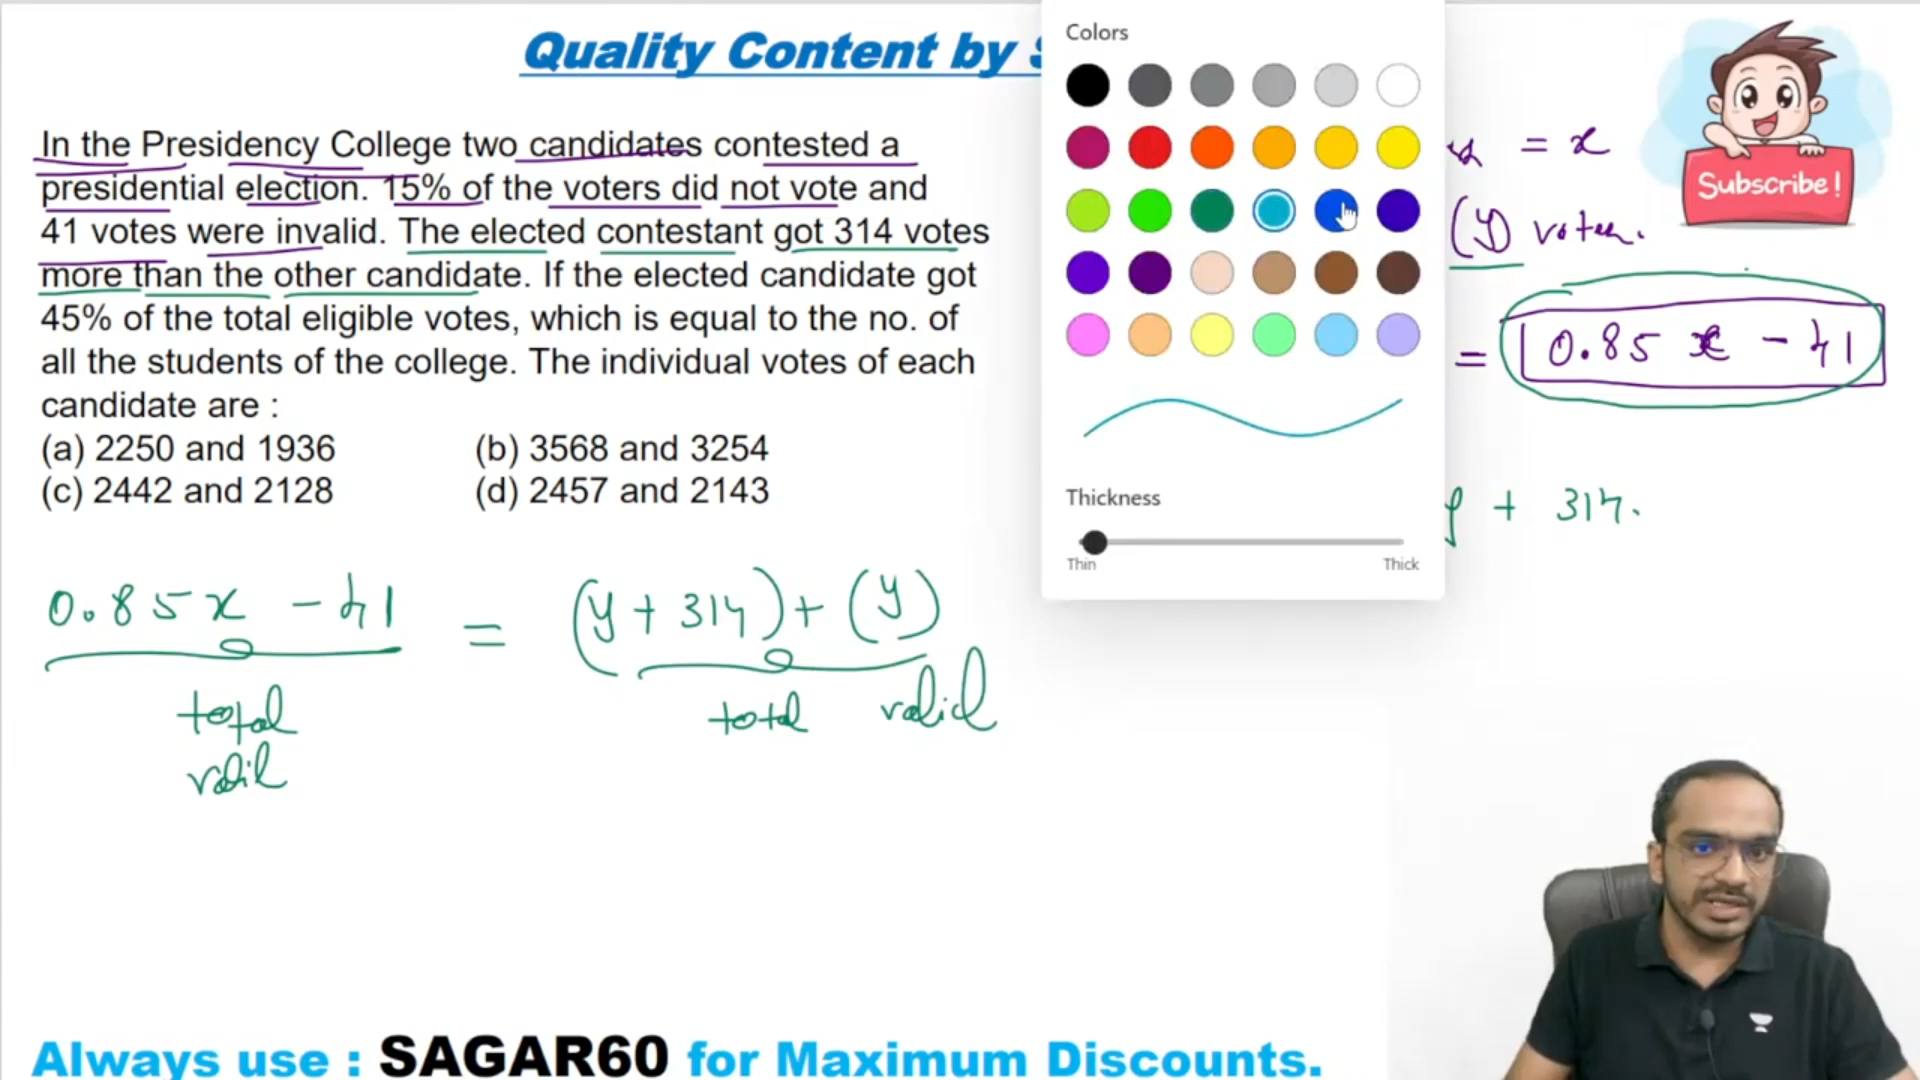 Quality Content by
Colors
In the Presidency College two candidates contested a
presidential election. 15% of the voters did not vote and
41 votes were invalid. The elected contestant got 314 votes
more than the other candidate. If the elected candidate got
45% of the total eligible votes, which is equal to the no. of
all the students of the college. The individual votes of each
candidate are :
(a) 2250 and 1936 (b) 3568 and 3254
(c) 2442 and 2128 (d) 2457 and 2143
= x
Subscribe!
(y)
= 0.85 x - 41
+ 314.
Thickness
Thin Thick
0.85x - 41 = (y + 314) + (y)
total total valid
Always use : SAGAR60 for Maximum Discounts.